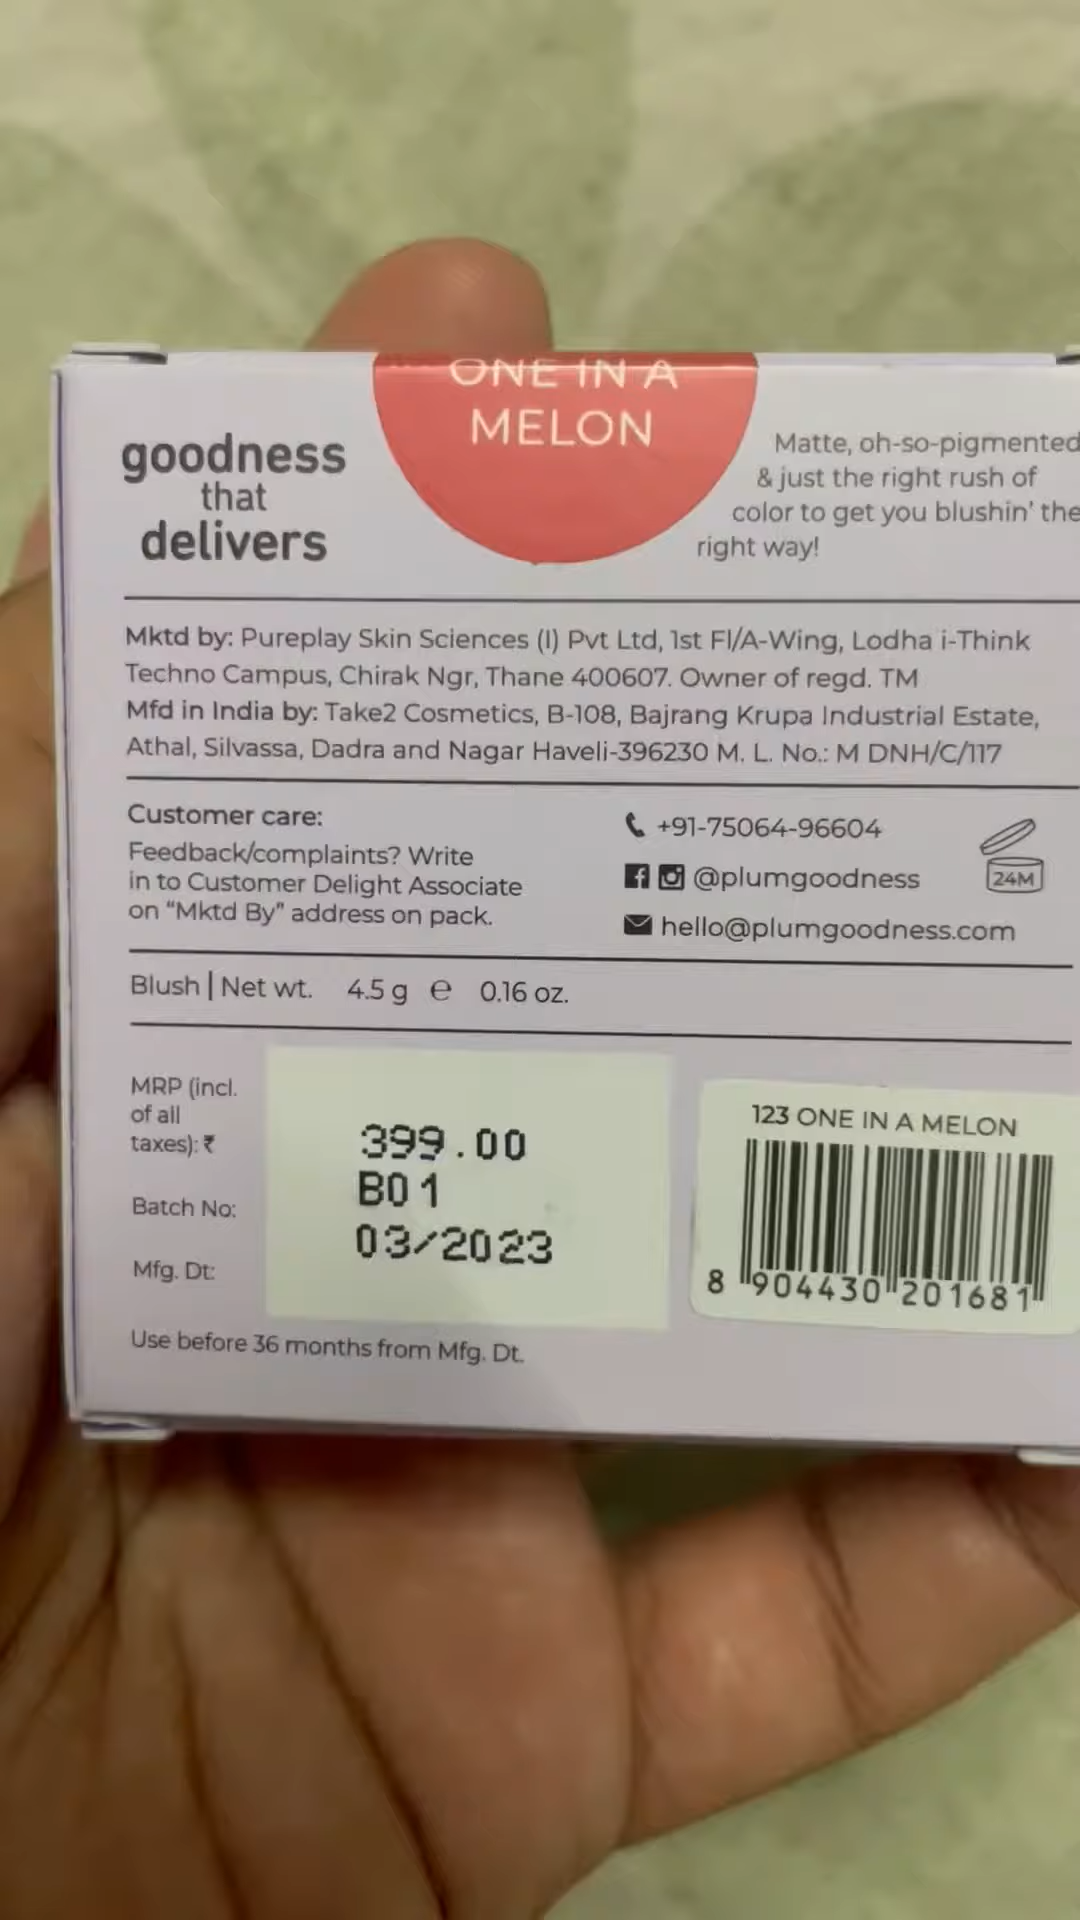 ONE IN A
MELON
goodness
that
delivers
Matte, oh-so-pigmented
& just the right rush of
color to get you blushin' the
right way!
Mktd by: Pureplay Skin Sciences (I) Pvt Ltd, 1st Fl/A-Wing, Lodha i-Think
Techno Campus, Chirak Ngr, Thane 400607. Owner of regd. TM
Mfd in India by: Take2 Cosmetics, B-108, Bajrang Krupa Industrial Estate,
Athal, Silvassa, Dadra and Nagar Haveli-396230 M. L. No.: M DNH/C/117
Customer care:
Feedback/complaints? Write
in to Customer Delight Associate
on "Mktd By" address on pack.
+91-75064-96604
@plumgoodness
hello@plumgoodness.com
24M
Blush | Net wt. 4.5 g e 0.16 oz.
MRP (incl.
of all
taxes): ₹
399.00
Batch No:
B01
Mfg. Dt:
03/2023
Use before 36 months from Mfg. Dt.
123 ONE IN A MELON
8 904430 201681